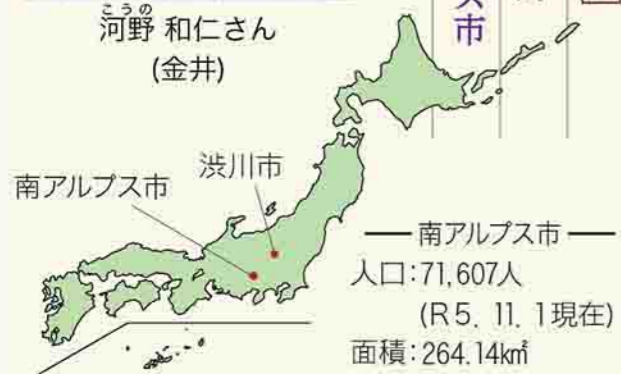 こうの
河野 和仁さん
(金井)
ス市
渋川市
南アルプス市
南アルプス市
人口:71,607人
(R5. 11. 1現在)
面積:264.14km²